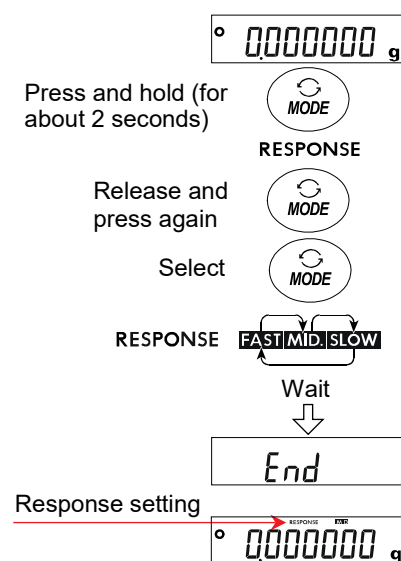 0.000000 g
Press and hold (for
about 2 seconds)
MODE
RESPONSE
Release and
press again
MODE
Select
MODE
RESPONSE FAST MID. SLOW
Wait
End
Response setting
RESPONSE MID
0.000000 g